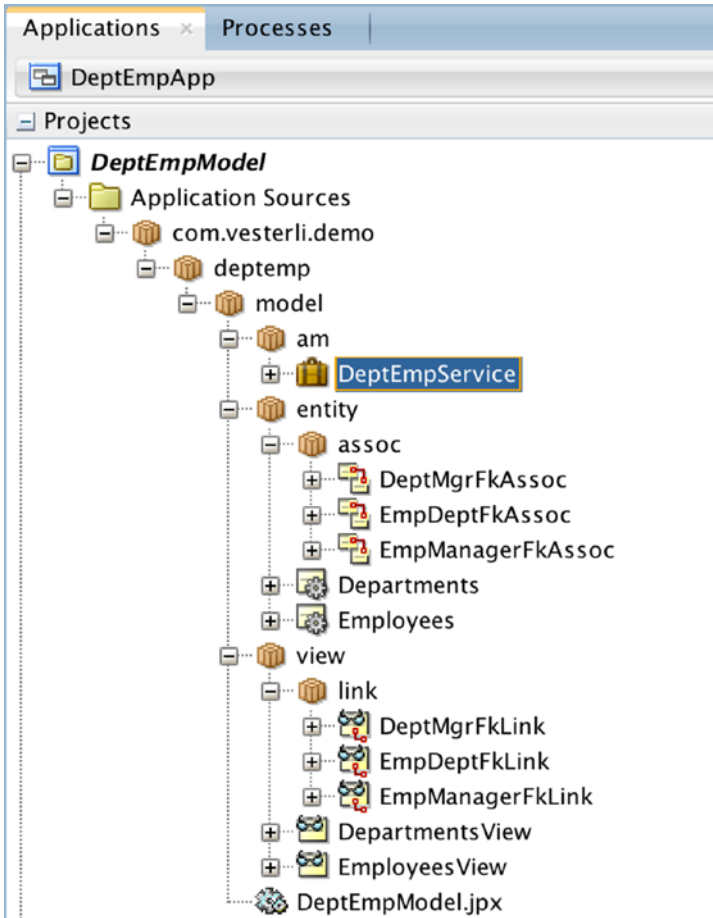 Applications × Processes
DeptEmpApp
Projects
DeptEmpModel
Application Sources
com.vesterli.demo
deptemp
model
am
DeptEmpService
entity
assoc
DeptMgrFkAssoc
EmpDeptFkAssoc
EmpManagerFkAssoc
Departments
Employees
view
link
DeptMgrFkLink
EmpDeptFkLink
EmpManagerFkLink
DepartmentsView
EmployeesView
DeptEmpModel.jpx